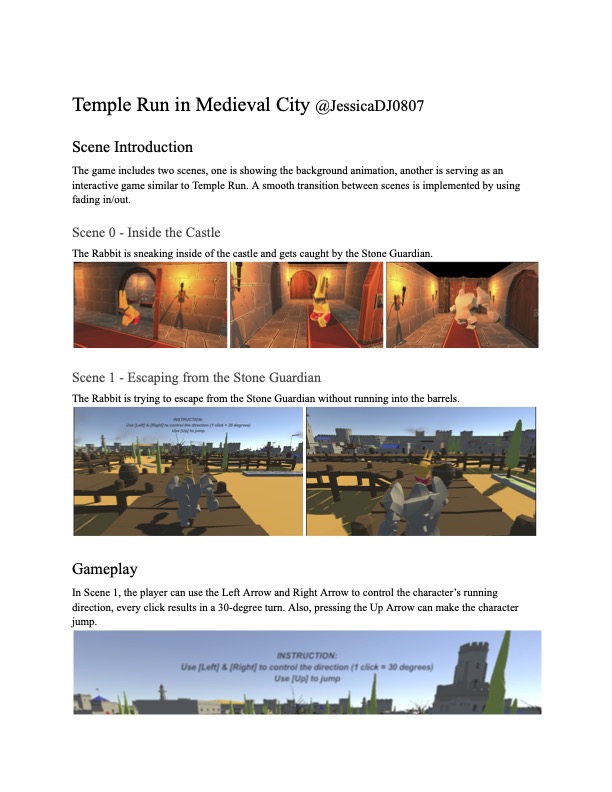 Temple Run in Medieval City @JessicaDJ0807
Scene Introduction
The game includes two scenes, one is showing the background animation, another is serving as an
interactive game similar to Temple Run. A smooth transition between scenes is implemented by using
fading in/out.
Scene 0 - Inside the Castle
The Rabbit is sneaking inside of the castle and gets caught by the Stone Guardian.
Scene 1 - Escaping from the Stone Guardian
The Rabbit is trying to escape from the Stone Guardian without running into the barrels.
INSTRUCTION:
Use [Left] & [Right] to control the direction (1 click = 30 degrees)
Use [Up] to jump
Gameplay
In Scene 1, the player can use the Left Arrow and Right Arrow to control the character’s running
direction, every click results in a 30-degree turn. Also, pressing the Up Arrow can make the character
jump.
INSTRUCTION:
Use [Left] & [Right] to control the direction (1 click = 30 degrees)
Use [Up] to jump